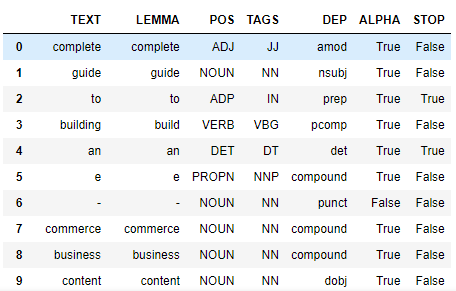 TEXT LEMMA POS TAGS DEP ALPHA STOP
0 complete complete ADJ JJ amod True False
1 guide guide NOUN NN nsubj True False
2 to to ADP IN prep True True
3 building build VERB VBG pcomp True False
4 an an DET DT det True True
5 e e PROPN NNP compound True False
6 - - NOUN NN punct False False
7 commerce commerce NOUN NN compound True False
8 business business NOUN NN compound True False
9 content content NOUN NN dobj True False